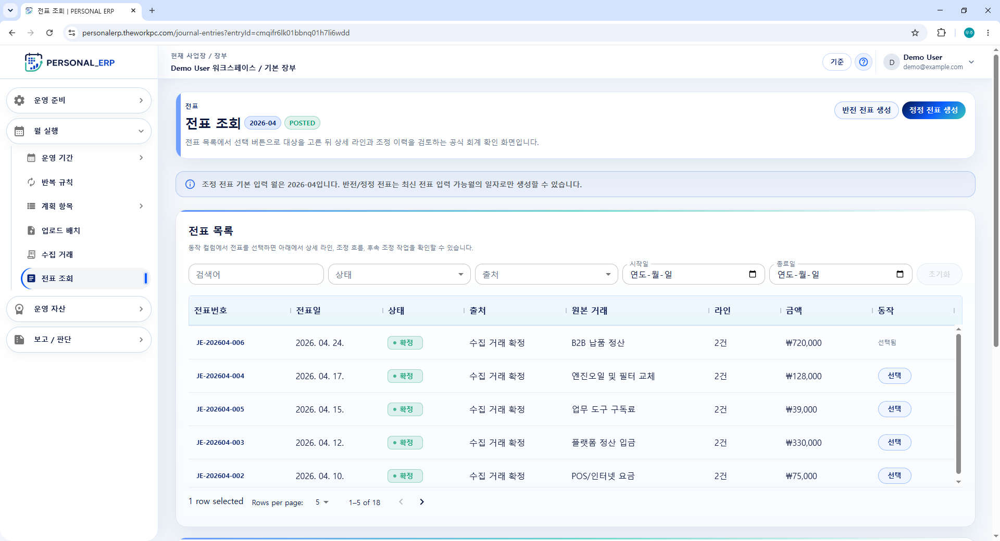 전표 조회 | PERSONAL ERP
personalerp.theworkpc.com/journal-entries?entryId=cmqifr6lk01bbnq01h7li6wdd
우주
PERSONAL_ERP
현재 사업장 / 장부
Demo User 워크스페이스 / 기본 장부
기준
D
Demo User
demo@example.com
운영 준비
월 실행
운영 기간
반복 규칙
계획 항목
업로드 배치
수집 거래
전표 조회
운영 자산
보고 / 판단
전표
전표 조회 2026-04 POSTED
전표 목록에서 선택 버튼으로 대상을 고른 뒤 상세 라인과 조정 이력을 검토하는 공식 회계 확인 화면입니다.
반전 전표 생성 정정 전표 생성
조정 전표 기본 입력 월은 2026-04입니다. 반전/정정 전표는 최신 전표 입력 가능월의 일자로만 생성할 수 있습니다.
전표 목록
동작 컬럼에서 전표를 선택하면 아래에서 상세 라인, 조정 흐름, 후속 조정 작업을 확인할 수 있습니다.
시작일 종료일
검색어 상태 출처 연도-월-일 연도-월-일 초기화
전표번호 전표일 상태 출처 원본 거래 라인 금액 동작
JE-202604-006 2026. 04. 24. 확정 수집 거래 확정 B2B 납품 정산 2건 ₩720,000 선택됨
JE-202604-004 2026. 04. 17. 확정 수집 거래 확정 엔진오일 및 필터 교체 2건 ₩128,000 선택
JE-202604-005 2026. 04. 15. 확정 수집 거래 확정 업무 도구 구독료 2건 ₩39,000 선택
JE-202604-003 2026. 04. 12. 확정 수집 거래 확정 플랫폼 정산 입금 2건 ₩330,000 선택
JE-202604-002 2026. 04. 10. 확정 수집 거래 확정 POS/인터넷 요금 2건 ₩75,000 선택
1 row selected Rows per page: 5 1–5 of 18